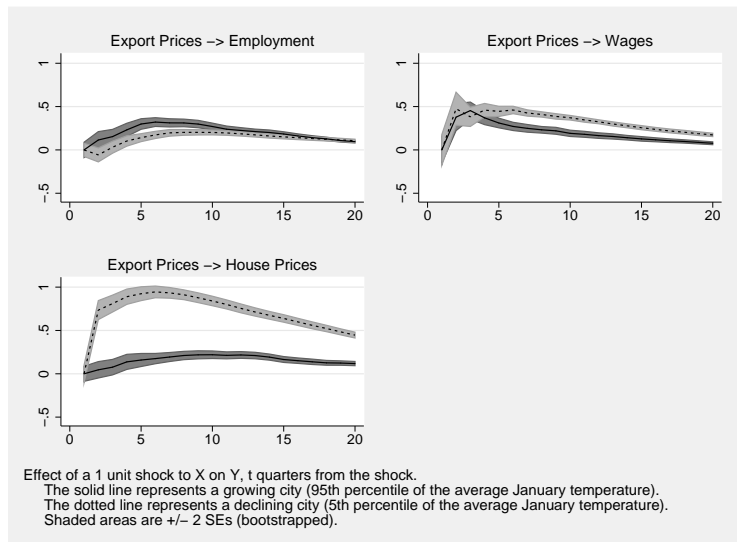 Export Prices −> Employment
1
.5
0
−.5
0 5 10 15 20
Export Prices −> Wages
1
.5
0
−.5
0 5 10 15 20
Export Prices −> House Prices
1
.5
0
−.5
0 5 10 15 20
Effect of a 1 unit shock to X on Y, t quarters from the shock.
The solid line represents a growing city (95th percentile of the average January temperature).
The dotted line represents a declining city (5th percentile of the average January temperature).
Shaded areas are +/− 2 SEs (bootstrapped).